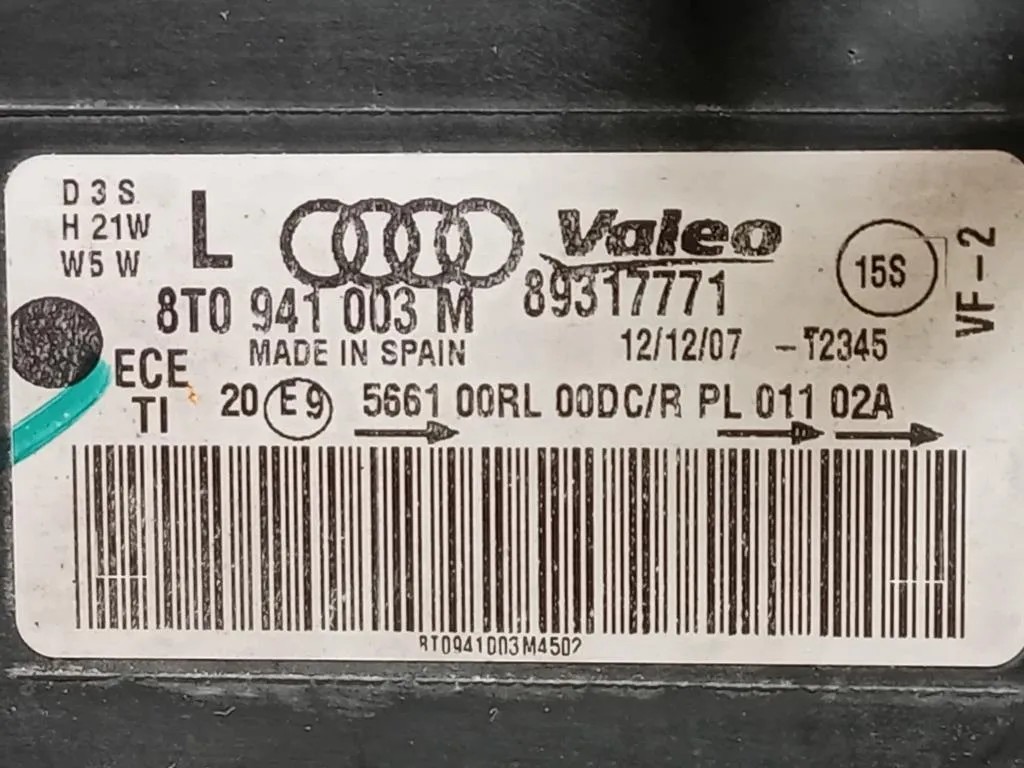 D3S
H 21W
W5 W
L
Valeo
89317771
15S
VF-2
8T0 941 003 M
MADE IN SPAIN
12/12/07 -T2345
ECE
TI
20 E9 5661 00RL 00DC/R PL 011 02A
8T0941003M4502